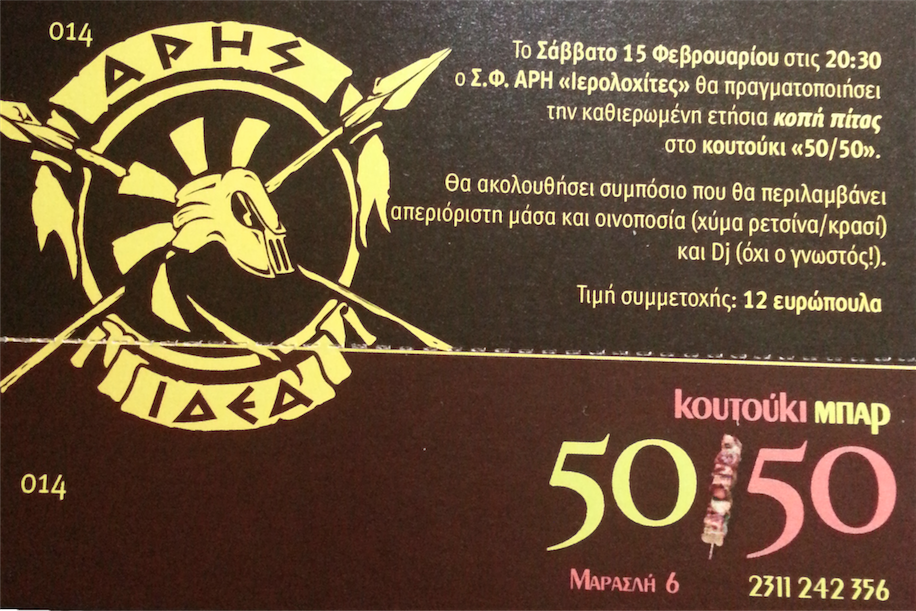 014
ΑΡΗΣ
Το Σάββατο 15 Φεβρουαρίου στις 20:30
ο Σ.Φ. ΑΡΗ «Ιερολοχίτες» θα πραγματοποιήσει
την καθιερωμένη ετήσια κοπή πίτας
στο κουτούκι «50/50».
Θα ακολουθήσει συμπόσιο που θα περιλαμβάνει
απεριόριστη μάσα και οινοποσία (χύμα ρετσίνα/κρασί)
και Dj (όχι ο γνωστός!).
Τιμή συμμετοχής: 12 ευρώπουλα
ΙΔΕΑ
014
κουτούκι ΜΠΑΡ
50 50
Μαρασλή 6 2311 242 356